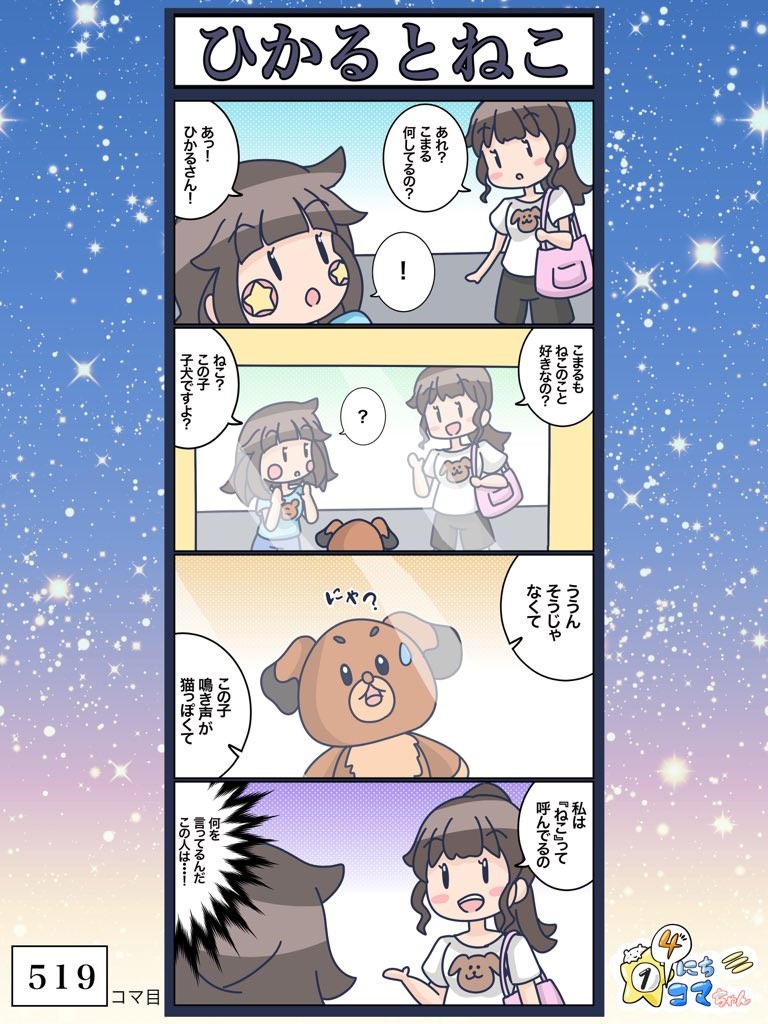 ひかるとねこ
あれ？
こまる
何してるの？
！
あっ！
ひかるさん！
こまるも
ねこのこと
好きなの？
？
ねこ？
この子
子犬ですよ？
ううん
そうじゃ
なくて
にゃ？
この子
鳴き声が
猫っぽくて
私は
『ねこ』って
呼んでるの
何を
言ってるんだ
この人は…！
519
コマ目
1
にち
4
コマ
ちゃん